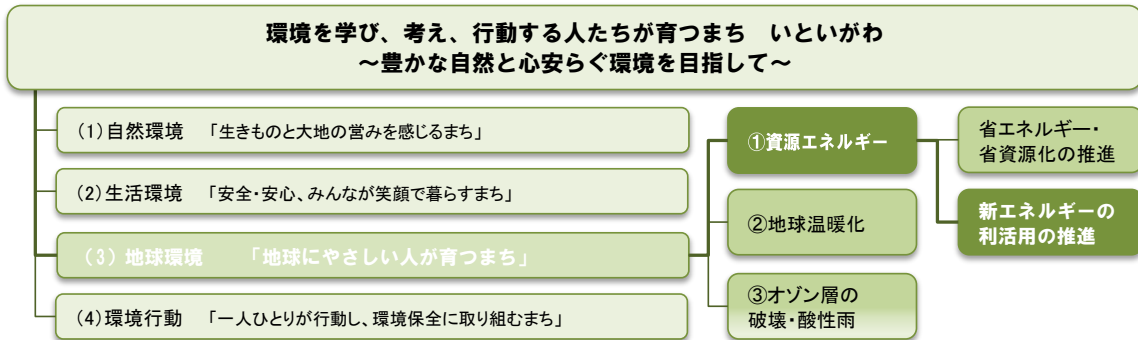 環境を学び、考え、行動する人たちが育つまち　いといがわ
～豊かな自然と心安らぐ環境を目指して～
(1)自然環境　「生きものと大地の営みを感じるまち」
(2)生活環境　「安全・安心、みんなが笑顔で暮らすまち」
(3)地球環境　「地球にやさしい人が育つまち」
(4)環境行動　「一人ひとりが行動し、環境保全に取り組むまち」
①資源エネルギー
②地球温暖化
③オゾン層の
破壊・酸性雨
省エネルギー・
省資源化の推進
新エネルギーの
利活用の推進